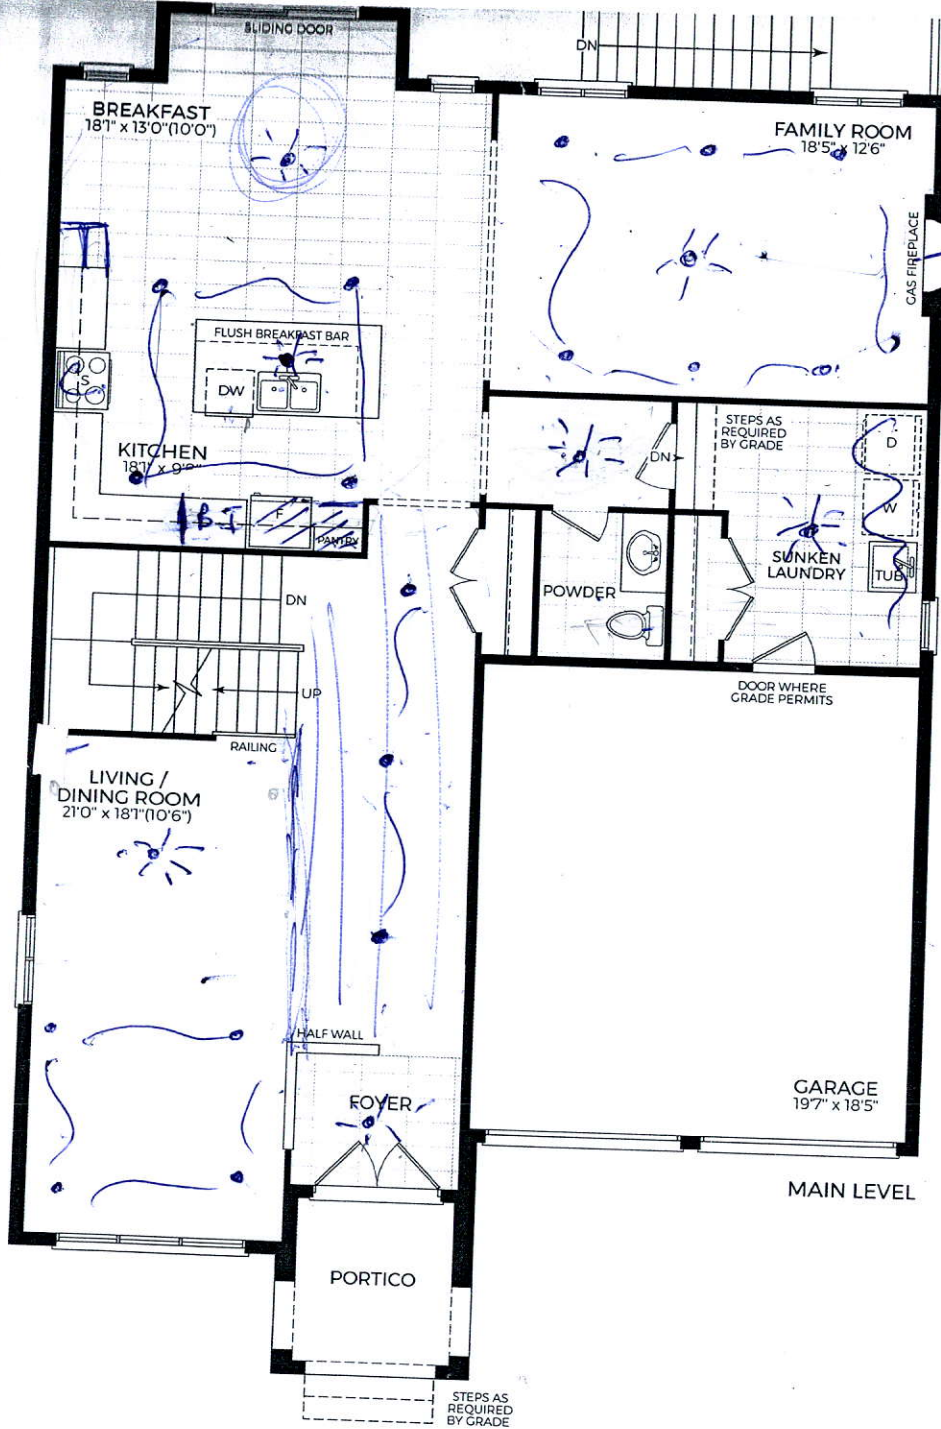 SLIDING DOOR
DN
BREAKFAST
18'1" x 13'0"(10'0")
FAMILY ROOM
18'5" x 12'6"
GAS FIREPLACE
FLUSH BREAKFAST BAR
S
DW
KITCHEN
STEPS AS
REQUIRED
BY GRADE
D
DN
W
B I
F
PANTRY
SUNKEN
LAUNDRY
TUB
POWDER
DN
UP
DOOR WHERE
GRADE PERMITS
RAILING
LIVING /
DINING ROOM
21'0" x 18'1"(10'6")
HALF WALL
FOYER
GARAGE
19'7" x 18'5"
MAIN LEVEL
PORTICO
STEPS AS
REQUIRED
BY GRADE